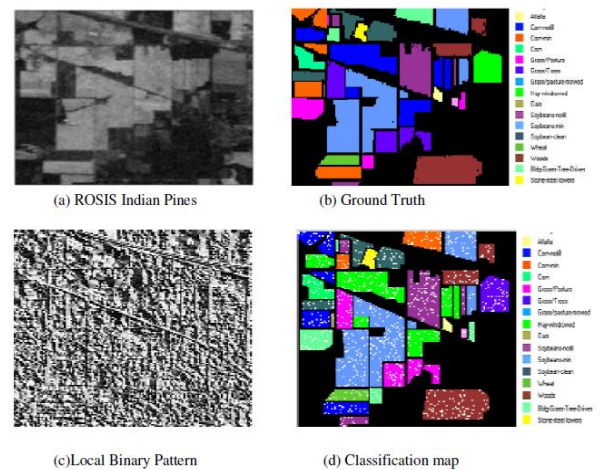 Alfalfa
Corn-notill
Corn-min
Corn
Grass/Pasture
Grass/Trees
Grass/pasture-mowed
Hay-windrowed
Oats
Soybeans-notill
Soybeans-min
Soybean-clean
Wheat
Woods
Bldg-Grass-Tree-Drives
Stone-steel towers
(a) ROSIS Indian Pines
(b) Ground Truth
Alfalfa
Corn-notill
Corn-min
Corn
Grass/Pasture
Grass/Trees
Grass/pasture-mowed
Hay-windrowed
Oats
Soybeans-notill
Soybeans-min
Soybean-clean
Wheat
Woods
Bldg-Grass-Tree-Drives
Stone-steel towers
(c)Local Binary Pattern
(d) Classification map